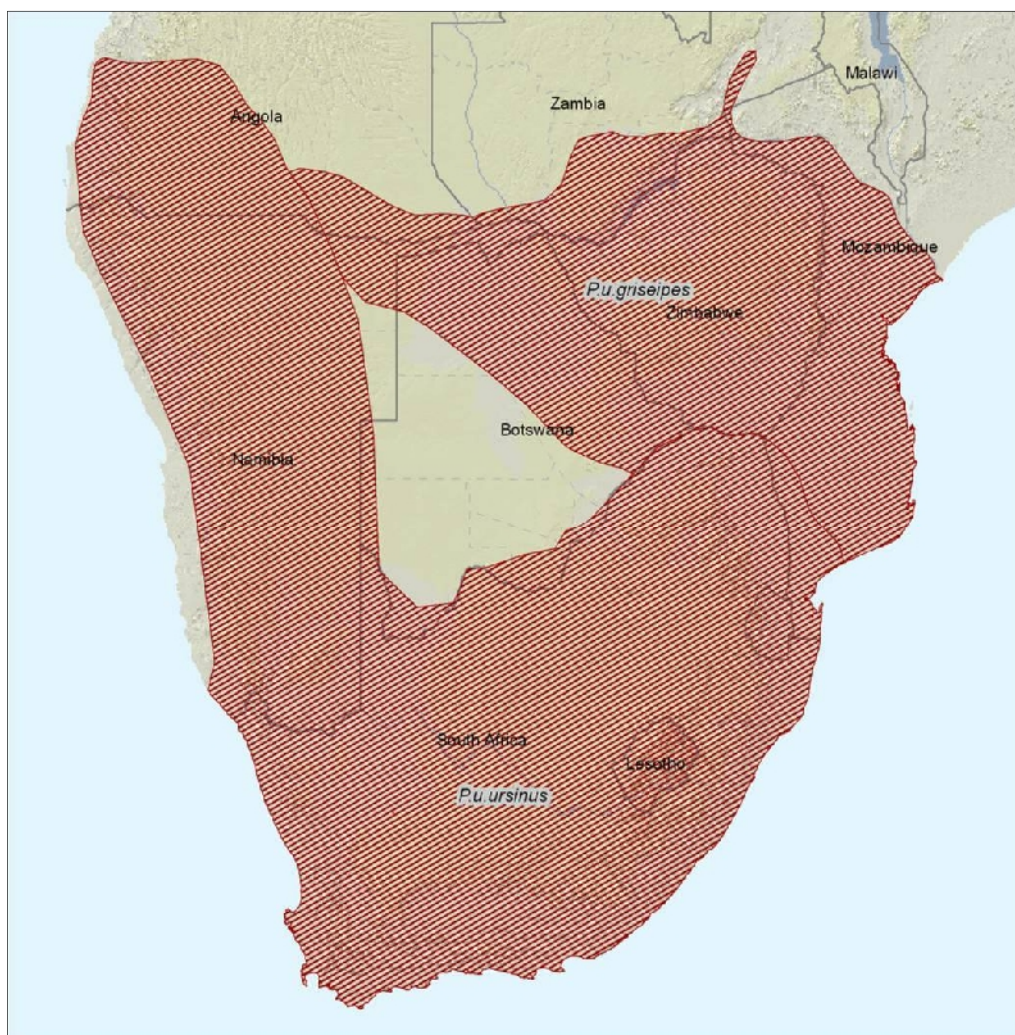 Malawi
Zambia
Angola
Mozambique
P.u.griseipes
Zimbabwe
Botswana
Namibia
South Africa
Lesotho
P.u.ursinus